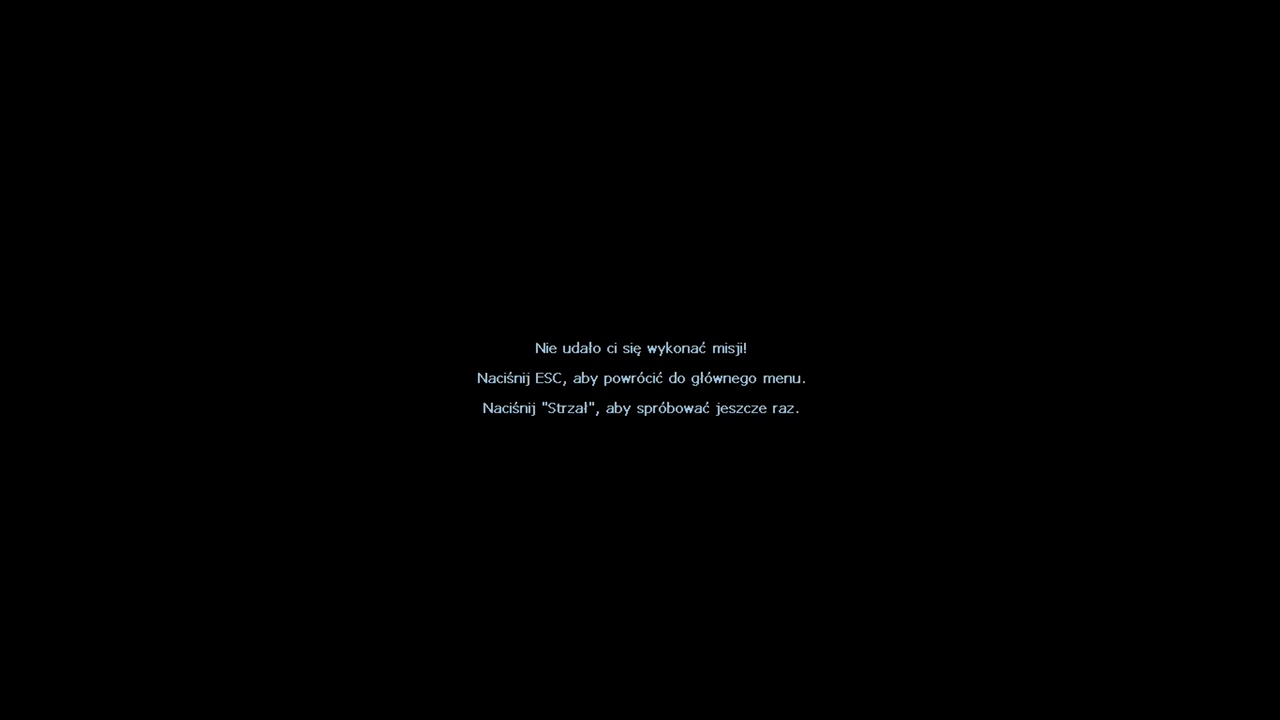 Nie udało ci się wykonać misji!
Naciśnij ESC, aby powrócić do głównego menu.
Naciśnij "Strzał", aby spróbować jeszcze raz.